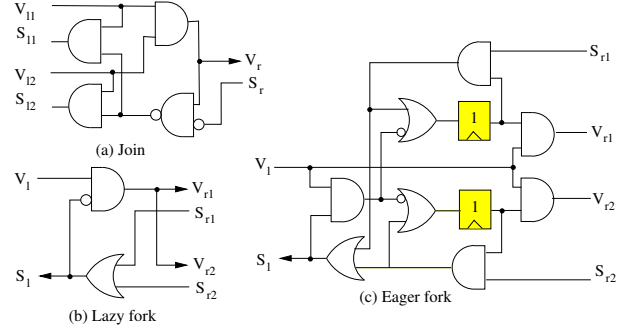 V_l1
S_l1
V_l2
S_l2
V_r
S_r
(a) Join
V_l
V_r1
S_r1
S_l
V_r2
S_r2
(b) Lazy fork
S_r1
1
V_r1
V_l
1
V_r2
S_l
S_r2
(c) Eager fork